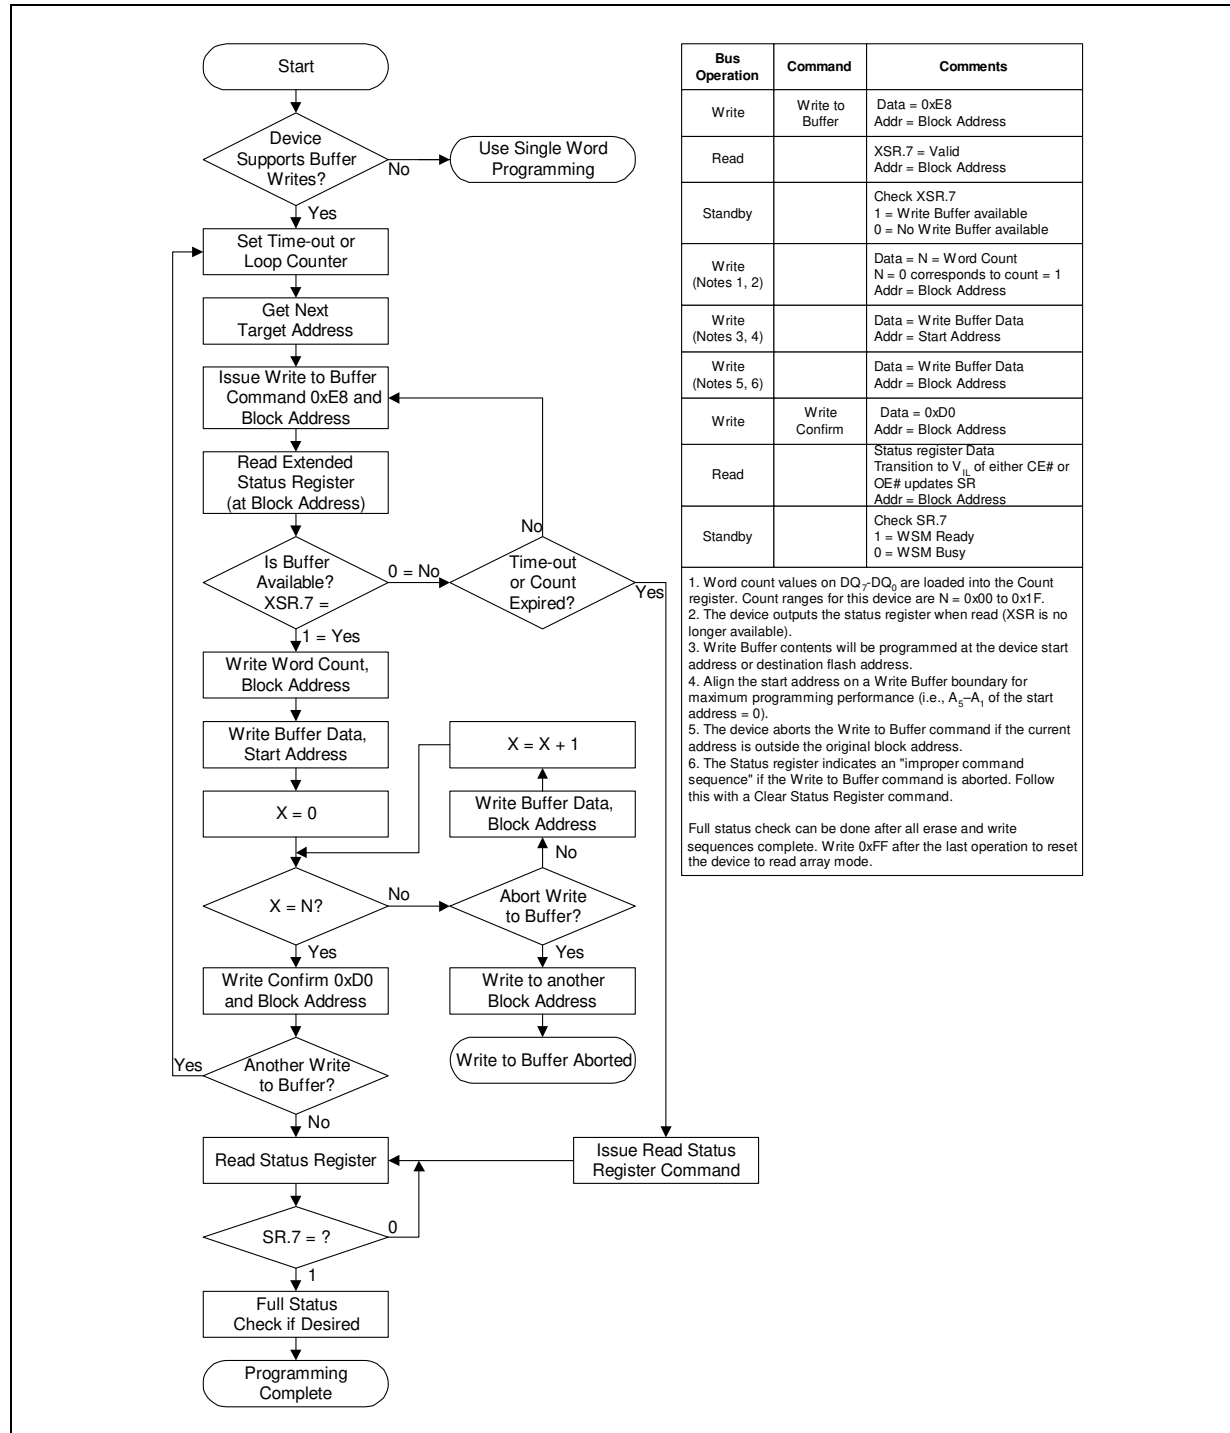 Start
Device
Supports Buffer
Writes?
No
Use Single Word
Programming
Yes
Set Time-out or
Loop Counter
Get Next
Target Address
Issue Write to Buffer
Command 0xE8 and
Block Address
Read Extended
Status Register
(at Block Address)
Is Buffer
Available?
XSR.7 =
0 = No
No
Time-out
or Count
Expired?
Yes
1 = Yes
Write Word Count,
Block Address
Write Buffer Data,
Start Address
X = X + 1
X = 0
Write Buffer Data,
Block Address
No
X = N?
No
Abort Write
to Buffer?
Yes
Yes
Write Confirm 0xD0
and Block Address
Write to another
Block Address
Yes
Another Write
to Buffer?
Write to Buffer Aborted
No
Read Status Register
Issue Read Status
Register Command
SR.7 = ?
0
1
Full Status
Check if Desired
Programming
Complete
Bus
Operation
Command
Comments
Write
Write to
Buffer
Data = 0xE8
Addr = Block Address
Read
XSR.7 = Valid
Addr = Block Address
Standby
Check XSR.7
1 = Write Buffer available
0 = No Write Buffer available
Write
(Notes 1, 2)
Data = N = Word Count
N = 0 corresponds to count = 1
Addr = Block Address
Write
(Notes 3, 4)
Data = Write Buffer Data
Addr = Start Address
Write
(Notes 5, 6)
Data = Write Buffer Data
Addr = Block Address
Write
Write
Confirm
Data = 0xD0
Addr = Block Address
Read
Status register Data
Transition to VIL of either CE# or
OE# updates SR
Addr = Block Address
Standby
Check SR.7
1 = WSM Ready
0 = WSM Busy
1. Word count values on DQ7-DQ0 are loaded into the Count
register. Count ranges for this device are N = 0x00 to 0x1F.
2. The device outputs the status register when read (XSR is no
longer available).
3. Write Buffer contents will be programmed at the device start
address or destination flash address.
4. Align the start address on a Write Buffer boundary for
maximum programming performance (i.e., A5–A1 of the start
address = 0).
5. The device aborts the Write to Buffer command if the current
address is outside the original block address.
6. The Status register indicates an "improper command
sequence" if the Write to Buffer command is aborted. Follow
this with a Clear Status Register command.
Full status check can be done after all erase and write
sequences complete. Write 0xFF after the last operation to reset
the device to read array mode.